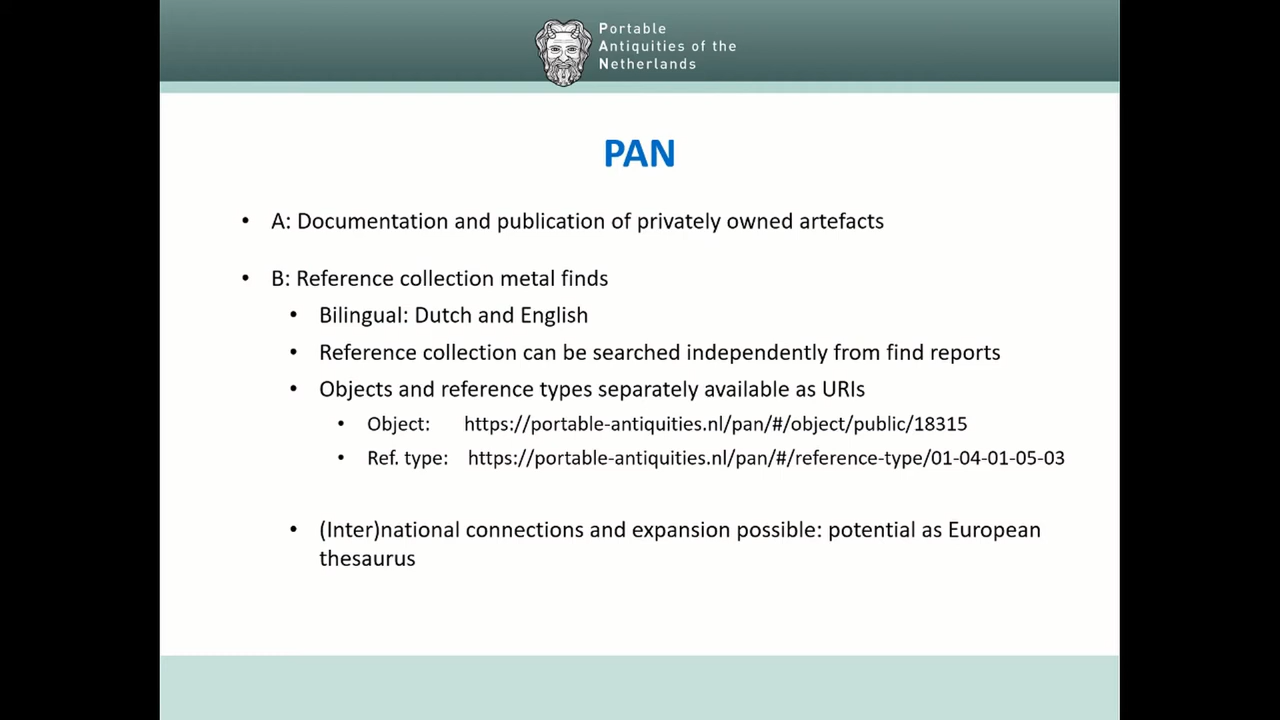 Portable
Antiquities of the
Netherlands
PAN
• A: Documentation and publication of privately owned artefacts
• B: Reference collection metal finds
• Bilingual: Dutch and English
• Reference collection can be searched independently from find reports
• Objects and reference types separately available as URIs
• Object: https://portable-antiquities.nl/pan/#/object/public/18315
• Ref. type: https://portable-antiquities.nl/pan/#/reference-type/01-04-01-05-03
• (Inter)national connections and expansion possible: potential as European
thesaurus